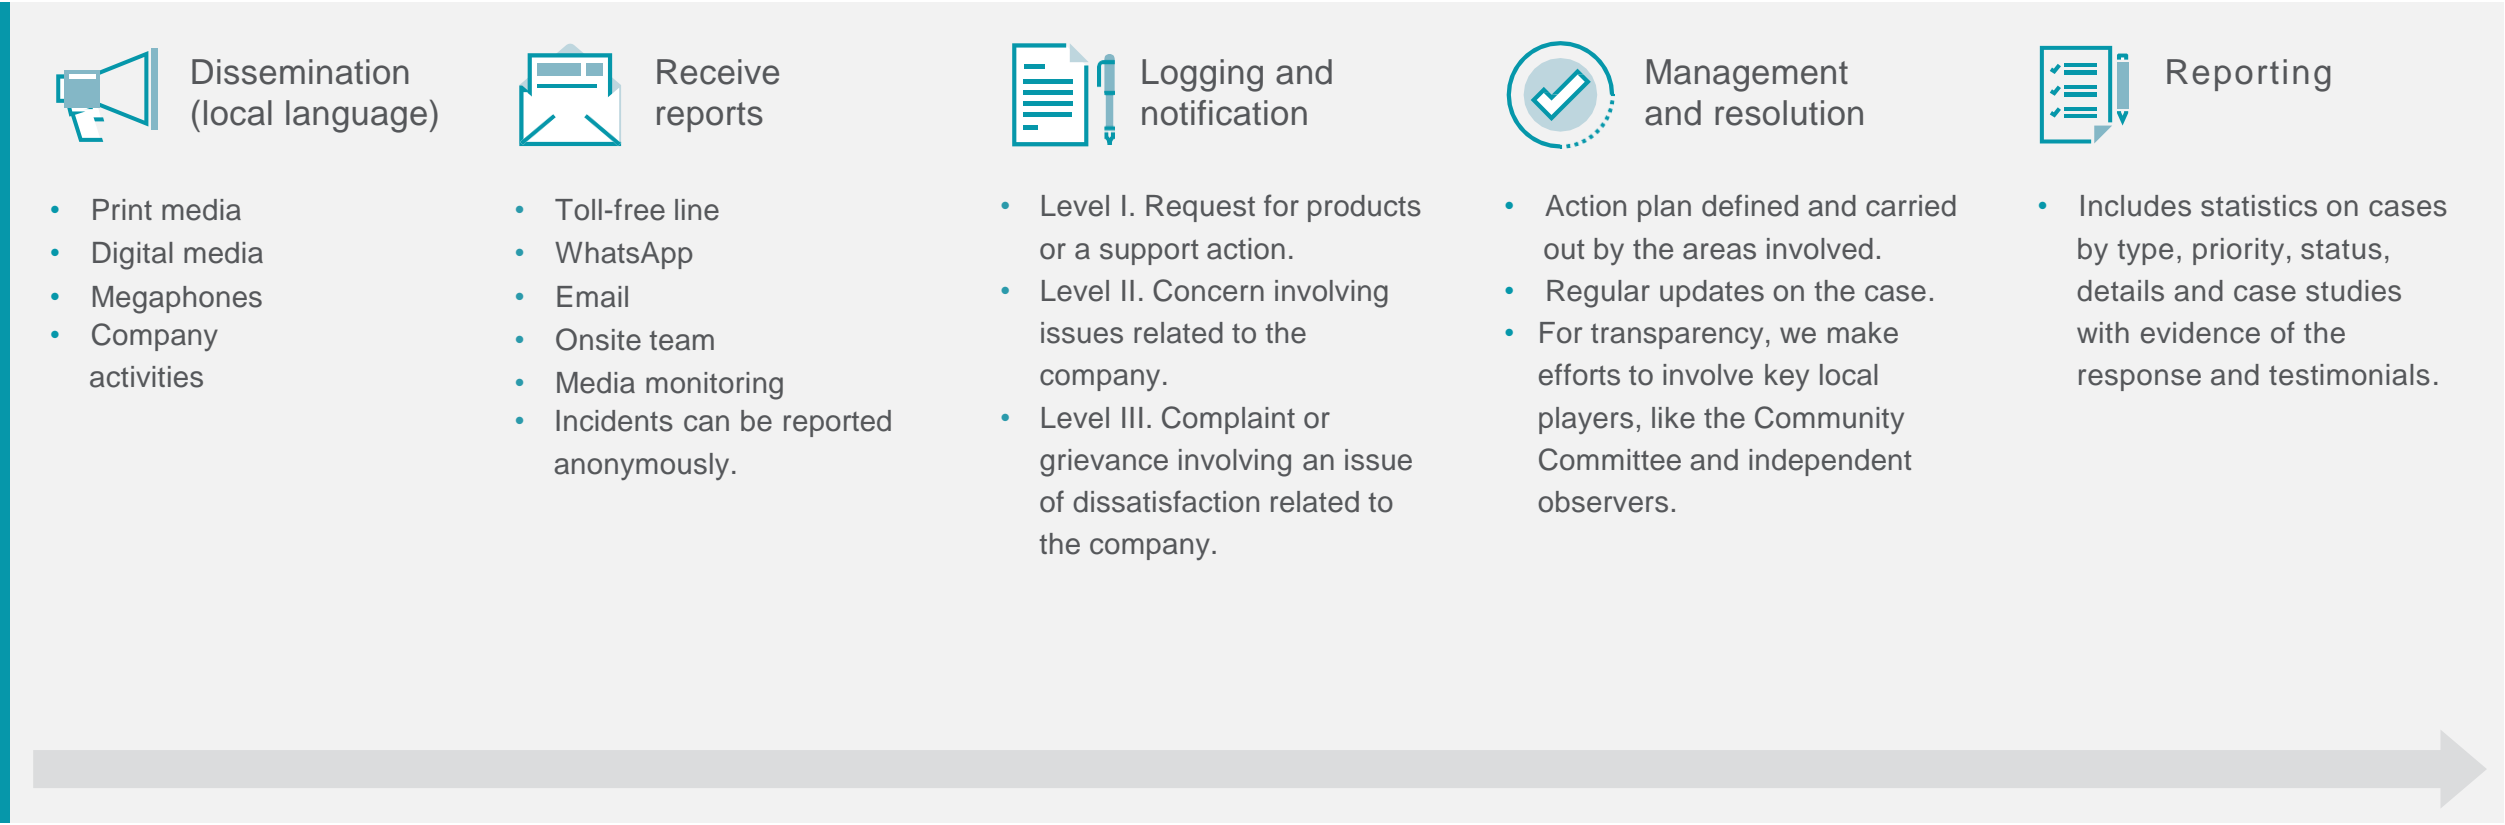 Dissemination
(local language)
• Print media
• Digital media
• Megaphones
• Company
activities
Receive
reports
• Toll-free line
• WhatsApp
• Email
• Onsite team
• Media monitoring
• Incidents can be reported
anonymously.
Logging and
notification
• Level I. Request for products
or a support action.
• Level II. Concern involving
issues related to the
company.
• Level III. Complaint or
grievance involving an issue
of dissatisfaction related to
the company.
Management
and resolution
• Action plan defined and carried
out by the areas involved.
• Regular updates on the case.
• For transparency, we make
efforts to involve key local
players, like the Community
Committee and independent
observers.
Reporting
• Includes statistics on cases
by type, priority, status,
details and case studies
with evidence of the
response and testimonials.